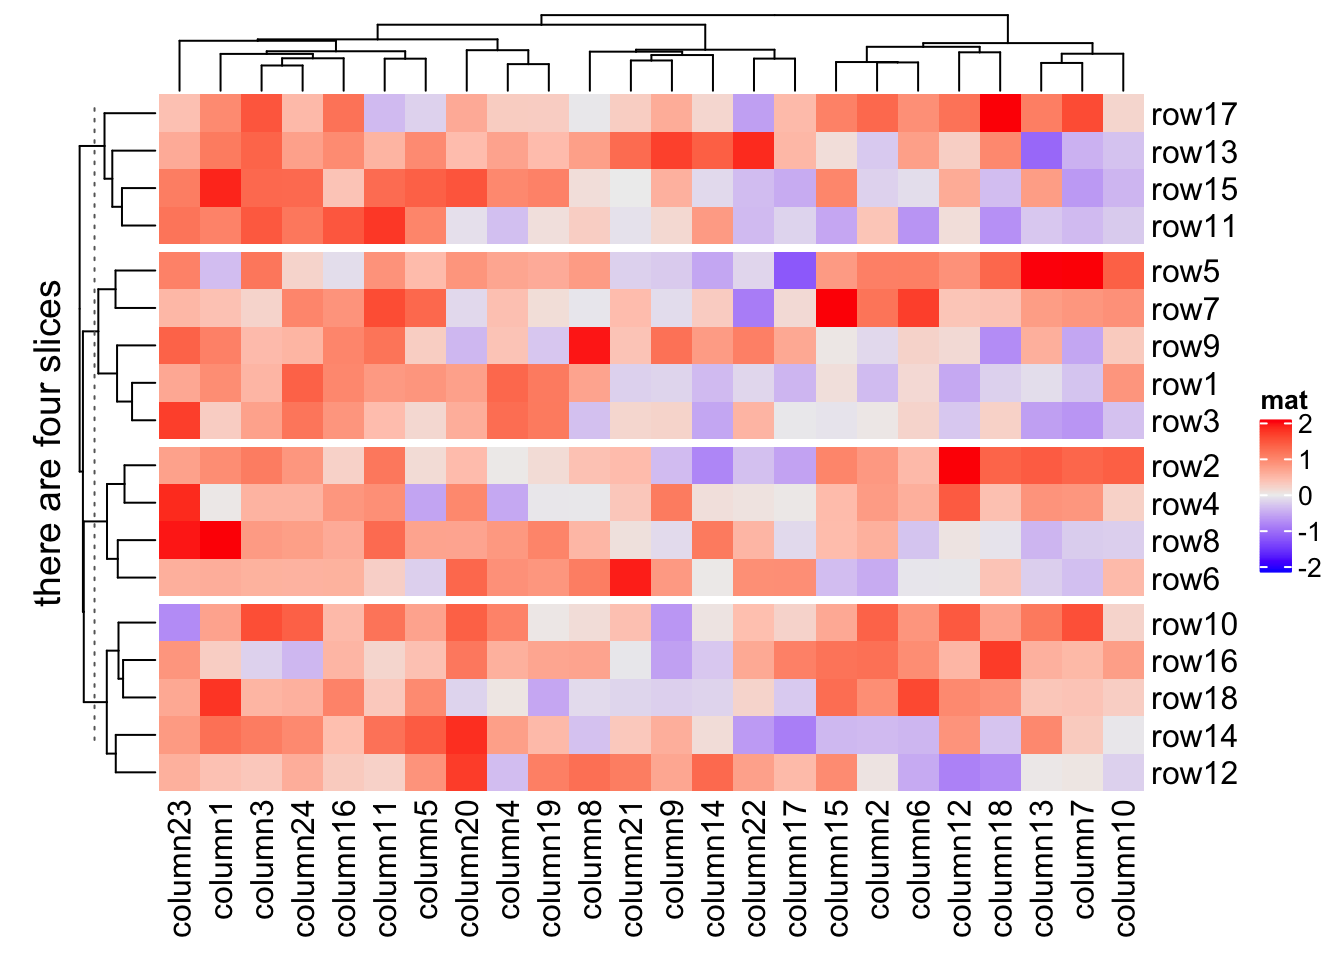 there are four slices
row17
row13
row15
row11
row5
row7
row9
row1
row3
row2
row4
row8
row6
row10
row16
row18
row14
row12
column23
column1
column3
column24
column16
column11
column5
column20
column4
column19
column8
column21
column9
column14
column22
column17
column15
column2
column6
column12
column18
column13
column7
column10
mat
2
1
0
-1
-2